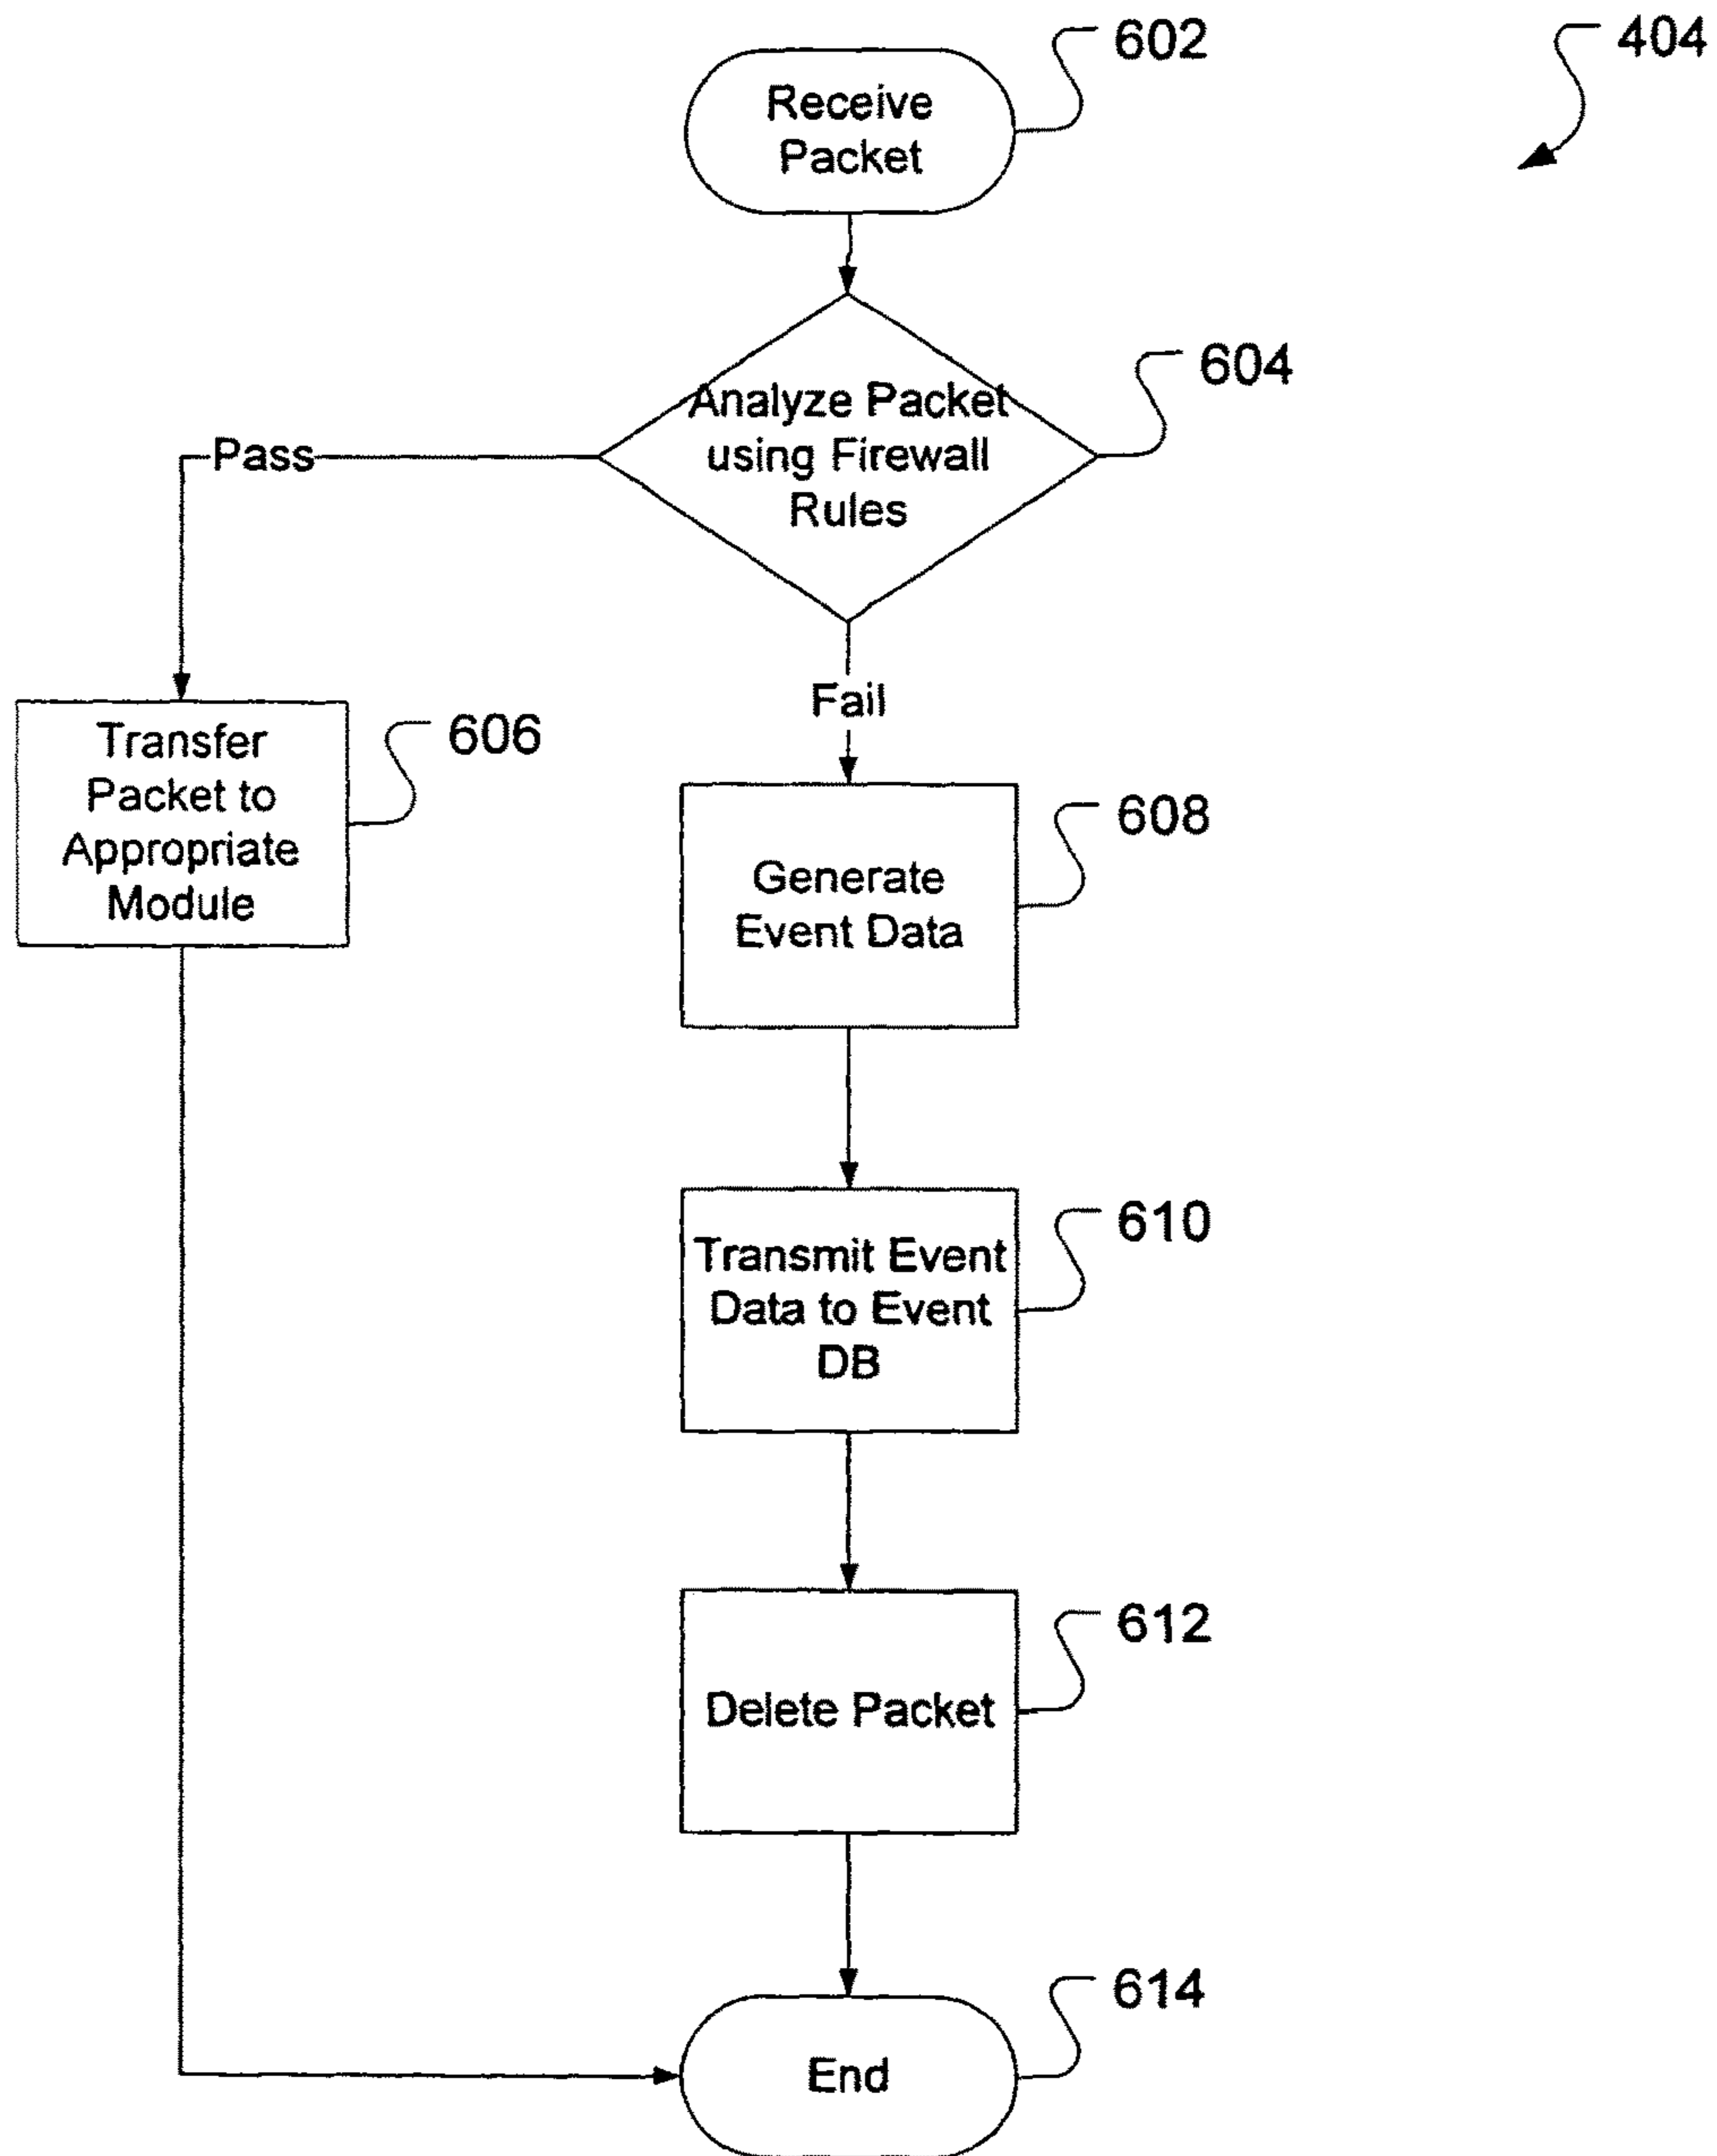 602
404
Receive
Packet
604
Analyze Packet
using Firewall
Rules
Pass
Fail
606
Transfer
Packet to
Appropriate
Module
608
Generate
Event Data
610
Transmit Event
Data to Event
DB
612
Delete Packet
614
End